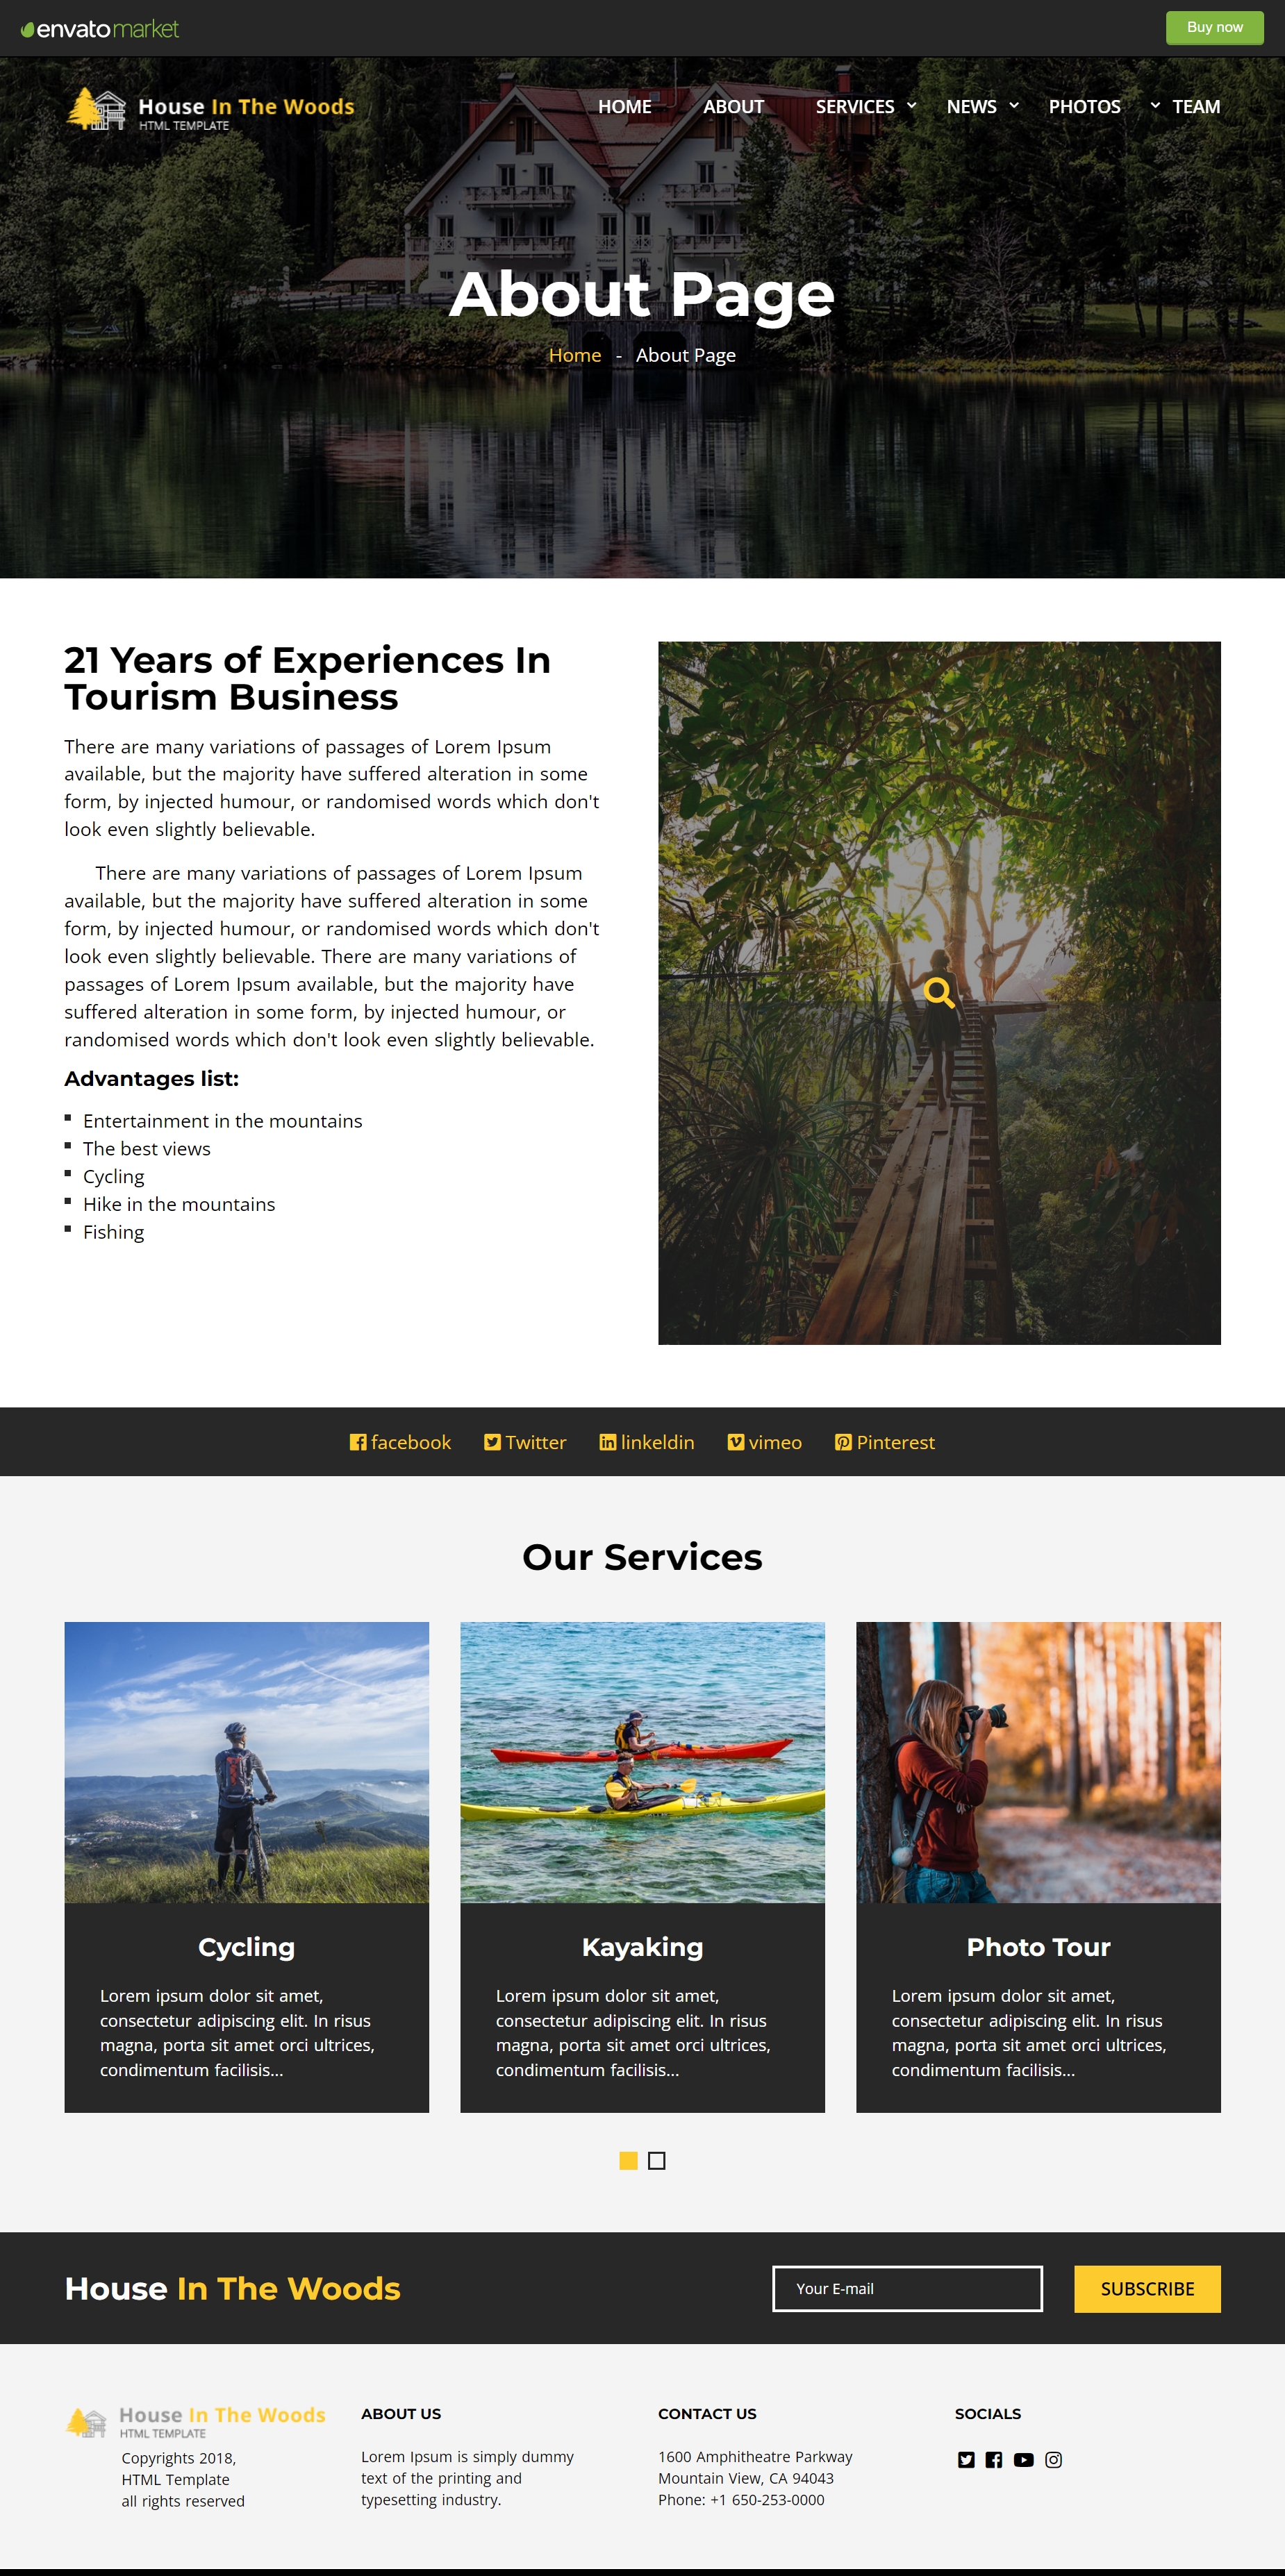 envato market
Buy now
House In The Woods
HTML TEMPLATE
HOME
ABOUT
SERVICES
NEWS
PHOTOS
TEAM
About Page
Home - About Page
21 Years of Experiences In
Tourism Business
There are many variations of passages of Lorem Ipsum
available, but the majority have suffered alteration in some
form, by injected humour, or randomised words which don't
look even slightly believable.
There are many variations of passages of Lorem Ipsum
available, but the majority have suffered alteration in some
form, by injected humour, or randomised words which don't
look even slightly believable. There are many variations of
passages of Lorem Ipsum available, but the majority have
suffered alteration in some form, by injected humour, or
randomised words which don't look even slightly believable.
Advantages list:
Entertainment in the mountains
The best views
Cycling
Hike in the mountains
Fishing
facebook
Twitter
linkeldin
vimeo
Pinterest
Our Services
Cycling
Lorem ipsum dolor sit amet,
consectetur adipiscing elit. In risus
magna, porta sit amet orci ultrices,
condimentum facilisis...
Kayaking
Lorem ipsum dolor sit amet,
consectetur adipiscing elit. In risus
magna, porta sit amet orci ultrices,
condimentum facilisis...
Photo Tour
Lorem ipsum dolor sit amet,
consectetur adipiscing elit. In risus
magna, porta sit amet orci ultrices,
condimentum facilisis...
House In The Woods
Your E-mail
SUBSCRIBE
House In The Woods
HTML TEMPLATE
Copyrights 2018,
HTML Template
all rights reserved
ABOUT US
Lorem Ipsum is simply dummy
text of the printing and
typesetting industry.
CONTACT US
1600 Amphitheatre Parkway
Mountain View, CA 94043
Phone: +1 650-253-0000
SOCIALS